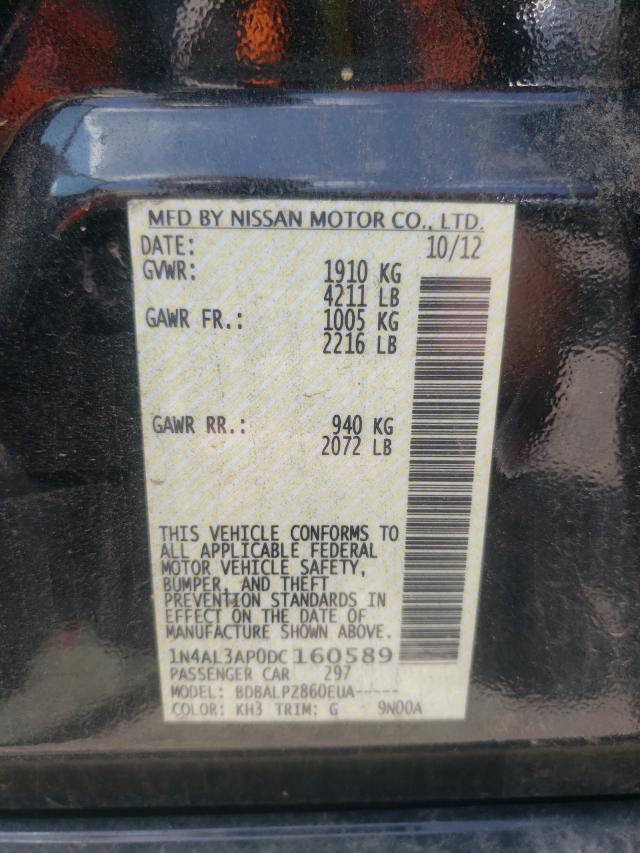 MFD BY NISSAN MOTOR CO., LTD.
DATE: 10/12
GVWR: 1910 KG
4211 LB
GAWR FR.: 1005 KG
2216 LB
GAWR RR.: 940 KG
2072 LB
THIS VEHICLE CONFORMS TO
ALL APPLICABLE FEDERAL
MOTOR VEHICLE SAFETY,
BUMPER, AND THEFT
PREVENTION STANDARDS IN
EFFECT ON THE DATE OF
MANUFACTURE SHOWN ABOVE.
1N4AL3AP0DC160589
PASSENGER CAR 297
MODEL: BDBALPZ860EUA-----
COLOR: KH3 TRIM: G 9N00A